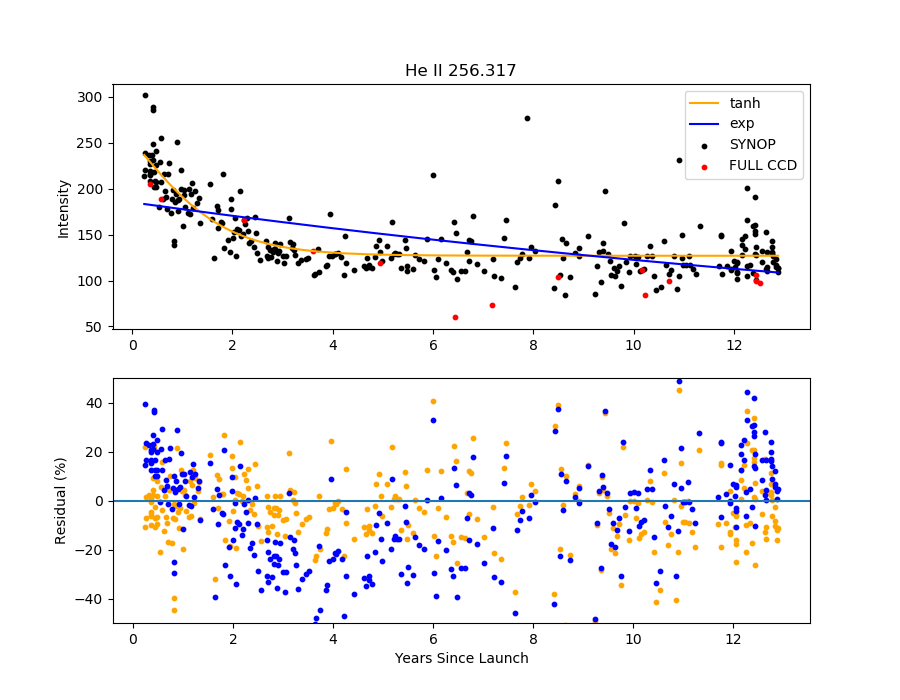 He II 256.317
300
250
200
150
100
50
Intensity
tanh
exp
SYNOP
FULL CCD
0 2 4 6 8 10 12
40
20
0
−20
−40
Residual (%)
0 2 4 6 8 10 12
Years Since Launch